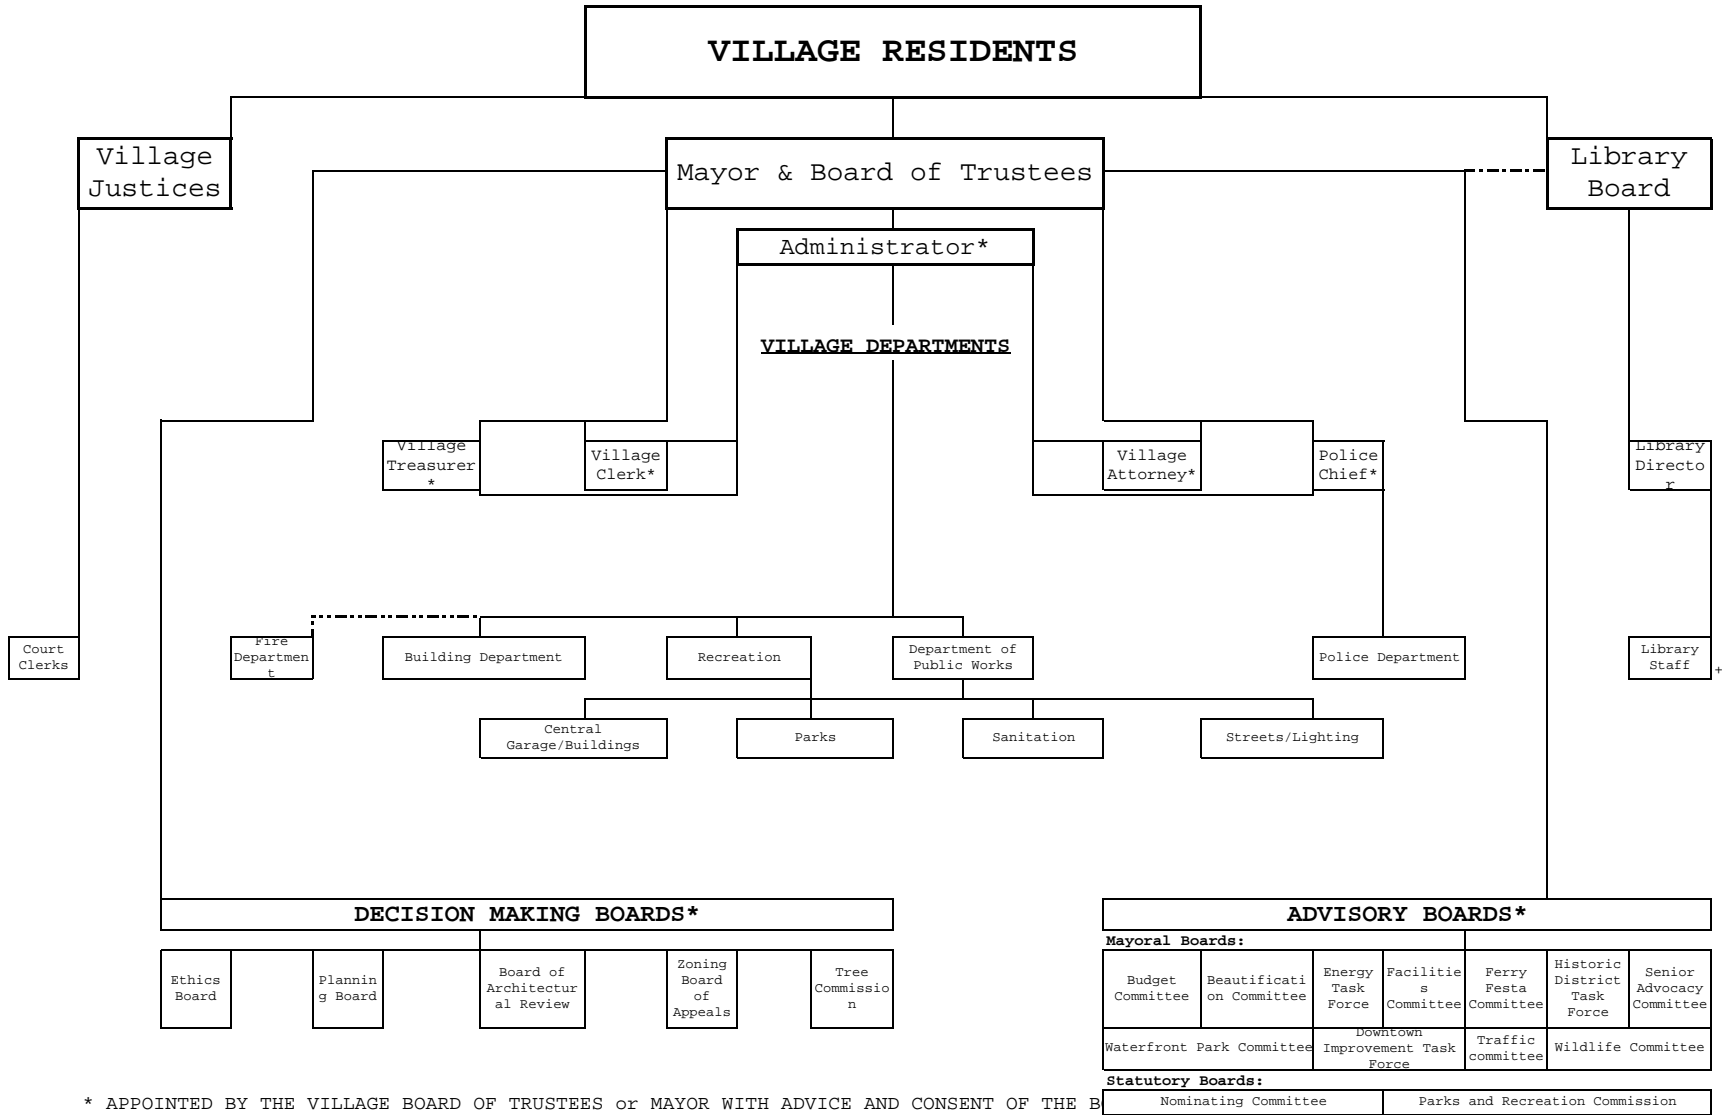 VILLAGE RESIDENTS
Village
Justices
Mayor & Board of Trustees
Library
Board
Administrator*
VILLAGE DEPARTMENTS
Village
Treasurer
*
Village
Clerk*
Village
Attorney*
Police
Chief*
Library
Directo
r
Court
Clerks
Fire
Departmen
t
Building Department
Recreation
Department of
Public Works
Police Department
Library
Staff
+
Central
Garage/Buildings
Parks
Sanitation
Streets/Lighting
DECISION MAKING BOARDS*
Ethics
Board
Plannin
g Board
Board of
Architectur
al Review
Zoning
Board
of
Appeals
Tree
Commissio
n
ADVISORY BOARDS*
Mayoral Boards:
Budget
Committee
Beautificati
on Committee
Energy
Task
Force
Facilitie
s
Committee
Ferry
Festa
Committee
Historic
District
Task
Force
Senior
Advocacy
Committee
Waterfront Park Committee
Downtown
Improvement Task
Force
Traffic
committee
Wildlife Committee
Statutory Boards:
Nominating Committee
Parks and Recreation Commission
* APPOINTED BY THE VILLAGE BOARD OF TRUSTEES or MAYOR WITH ADVICE AND CONSENT OF THE